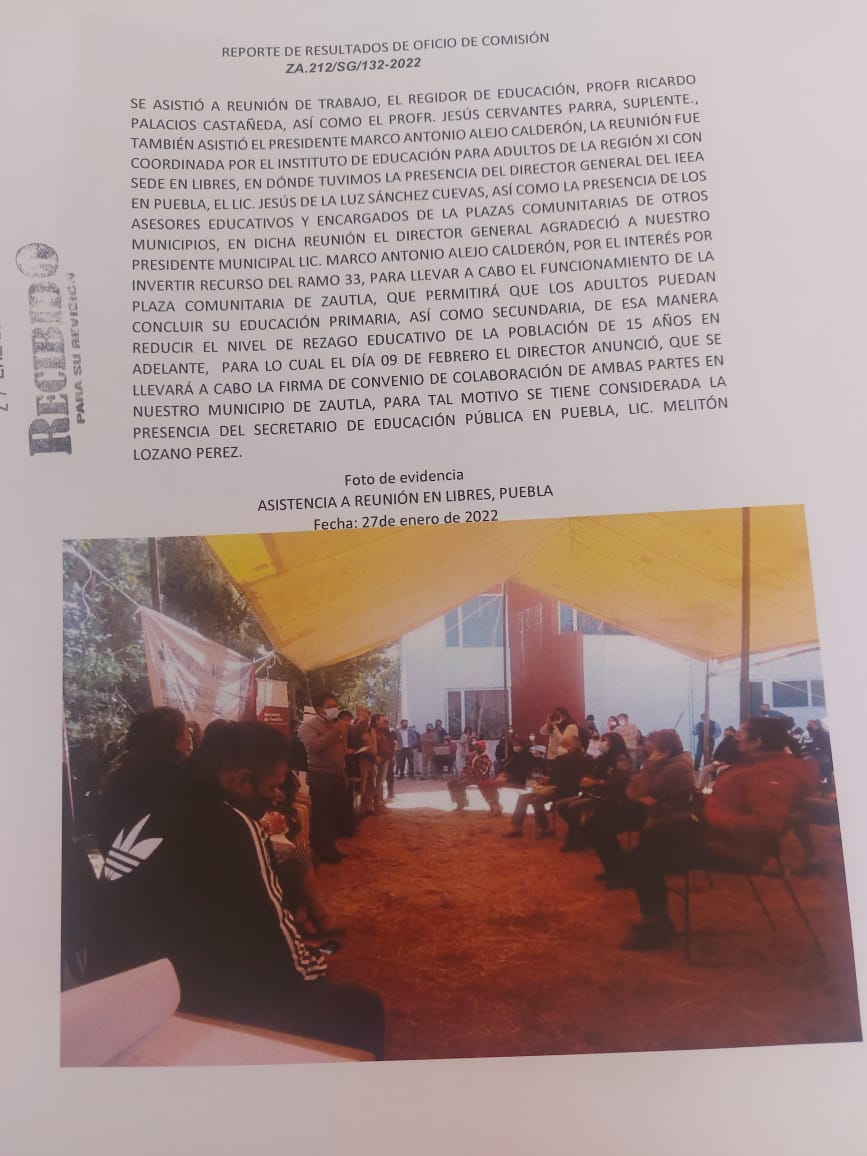 REPORTE DE RESULTADOS DE OFICIO DE COMISIÓN
ZA.212/SG/132-2022
SE ASISTIÓ A REUNIÓN DE TRABAJO, EL REGIDOR DE EDUCACIÓN, PROFR RICARDO
PALACIOS CASTAÑEDA, ASÍ COMO EL PROFR. JESÚS CERVANTES PARRA, SUPLENTE.,
TAMBIÉN ASISTIÓ EL PRESIDENTE MARCO ANTONIO ALEJO CALDERÓN, LA REUNIÓN FUE
COORDINADA POR EL INSTITUTO DE EDUCACIÓN PARA ADULTOS DE LA REGIÓN XI CON
SEDE EN LIBRES, EN DÓNDE TUVIMOS LA PRESENCIA DEL DIRECTOR GENERAL DEL IEEA
EN PUEBLA, EL LIC. JESÚS DE LA LUZ SÁNCHEZ CUEVAS, ASÍ COMO LA PRESENCIA DE LOS
ASESORES EDUCATIVOS Y ENCARGADOS DE LA PLAZAS COMUNITARIAS DE OTROS
MUNICIPIOS, EN DICHA REUNIÓN EL DIRECTOR GENERAL AGRADECIÓ A NUESTRO
PRESIDENTE MUNICIPAL LIC. MARCO ANTONIO ALEJO CALDERÓN, POR EL INTERÉS POR
INVERTIR RECURSO DEL RAMO 33, PARA LLEVAR A CABO EL FUNCIONAMIENTO DE LA
PLAZA COMUNITARIA DE ZAUTLA, QUE PERMITIRÁ QUE LOS ADULTOS PUEDAN
CONCLUIR SU EDUCACIÓN PRIMARIA, ASÍ COMO SECUNDARIA, DE ESA MANERA
REDUCIR EL NIVEL DE REZAGO EDUCATIVO DE LA POBLACIÓN DE 15 AÑOS EN
ADELANTE, PARA LO CUAL EL DÍA 09 DE FEBRERO EL DIRECTOR ANUNCIÓ, QUE SE
LLEVARÁ A CABO LA FIRMA DE CONVENIO DE COLABORACIÓN DE AMBAS PARTES EN
NUESTRO MUNICIPIO DE ZAUTLA, PARA TAL MOTIVO SE TIENE CONSIDERADA LA
PRESENCIA DEL SECRETARIO DE EDUCACIÓN PÚBLICA EN PUEBLA, LIC. MELITÓN
LOZANO PEREZ.
RECIBIDO
PARA SU REVISION
Foto de evidencia
ASISTENCIA A REUNIÓN EN LIBRES, PUEBLA
Fecha: 27de enero de 2022